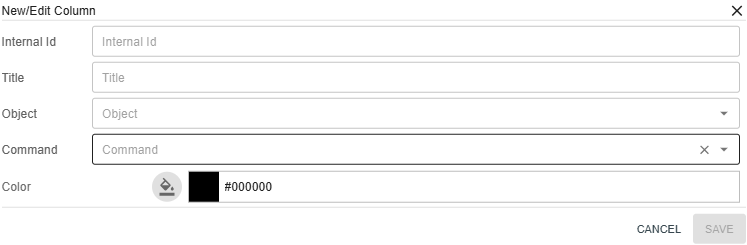 New/Edit Column
Internal Id Internal Id
Title Title
Object Object
Command Command
Color #000000
CANCEL SAVE